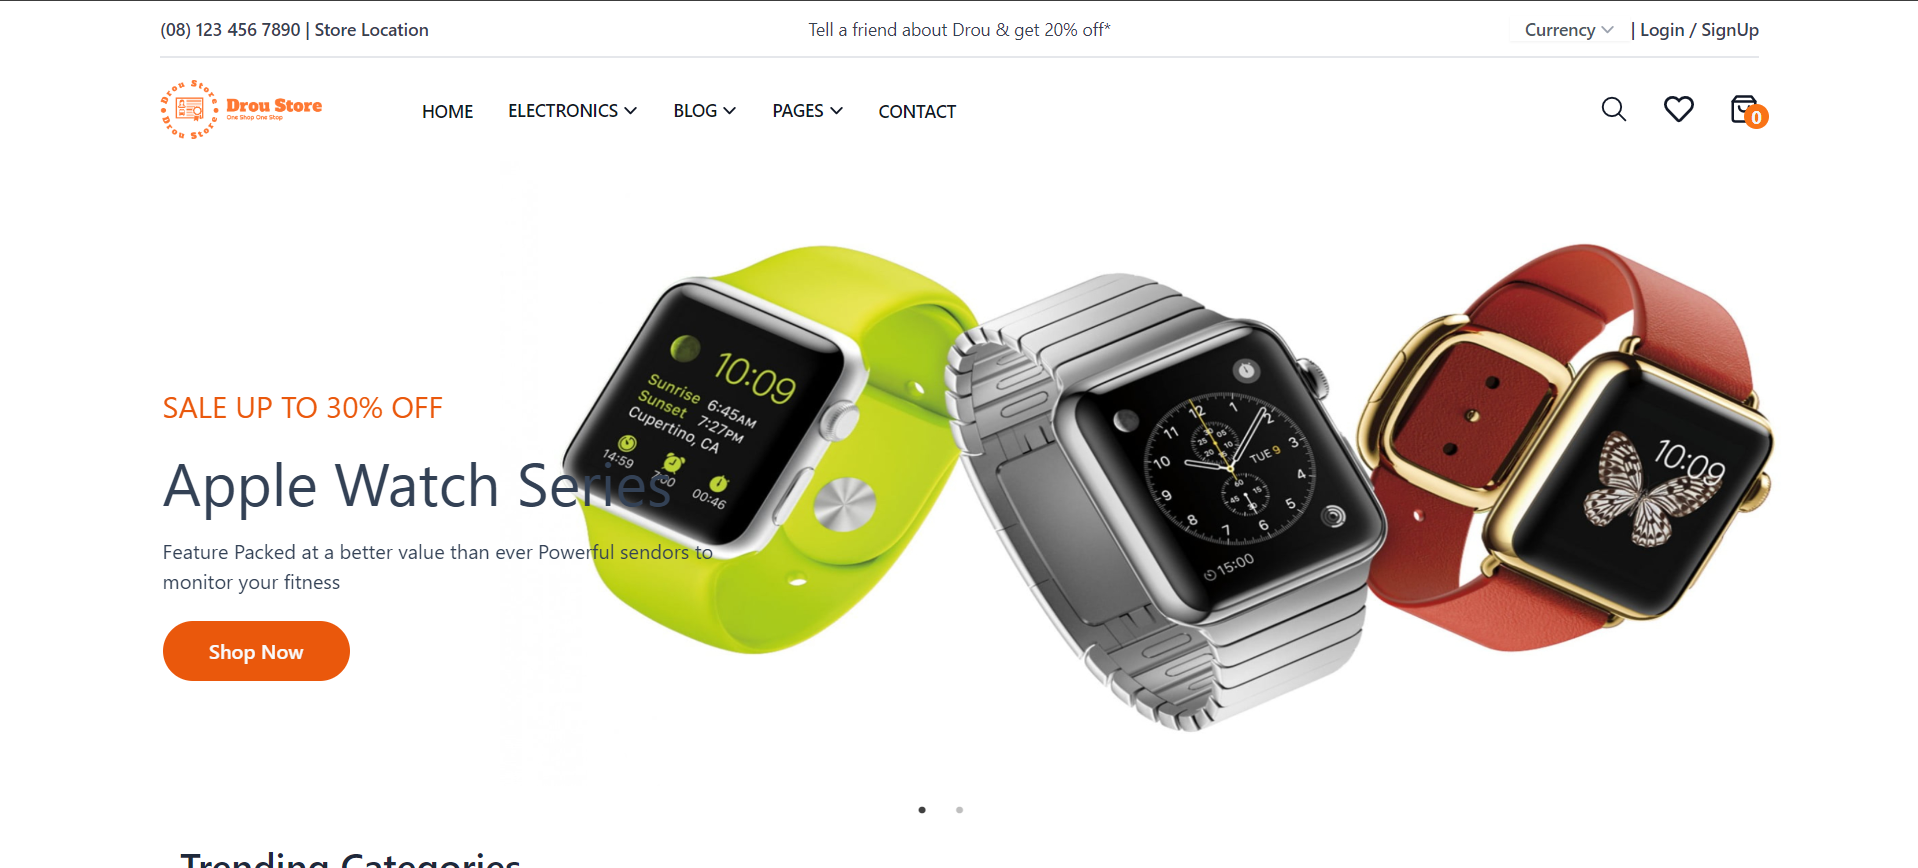 (08) 123 456 7890 | Store Location
Tell a friend about Drou & get 20% off*
Currency
| Login / SignUp
Drou Store
Drou Store
Drou Store
One Shop One Stop
HOME
ELECTRONICS
BLOG
PAGES
CONTACT
0
SALE UP TO 30% OFF
Apple Watch Series
Feature Packed at a better value than ever Powerful sendors to
monitor your fitness
Shop Now
10:09
Sunrise 6:45AM
Sunset 7:27PM
Cupertino, CA
14:59
7:00
00:46
12
1
2
3
4
5
6
7
8
9
10
11
TUE 9
15:00
10:09
Trending Categories